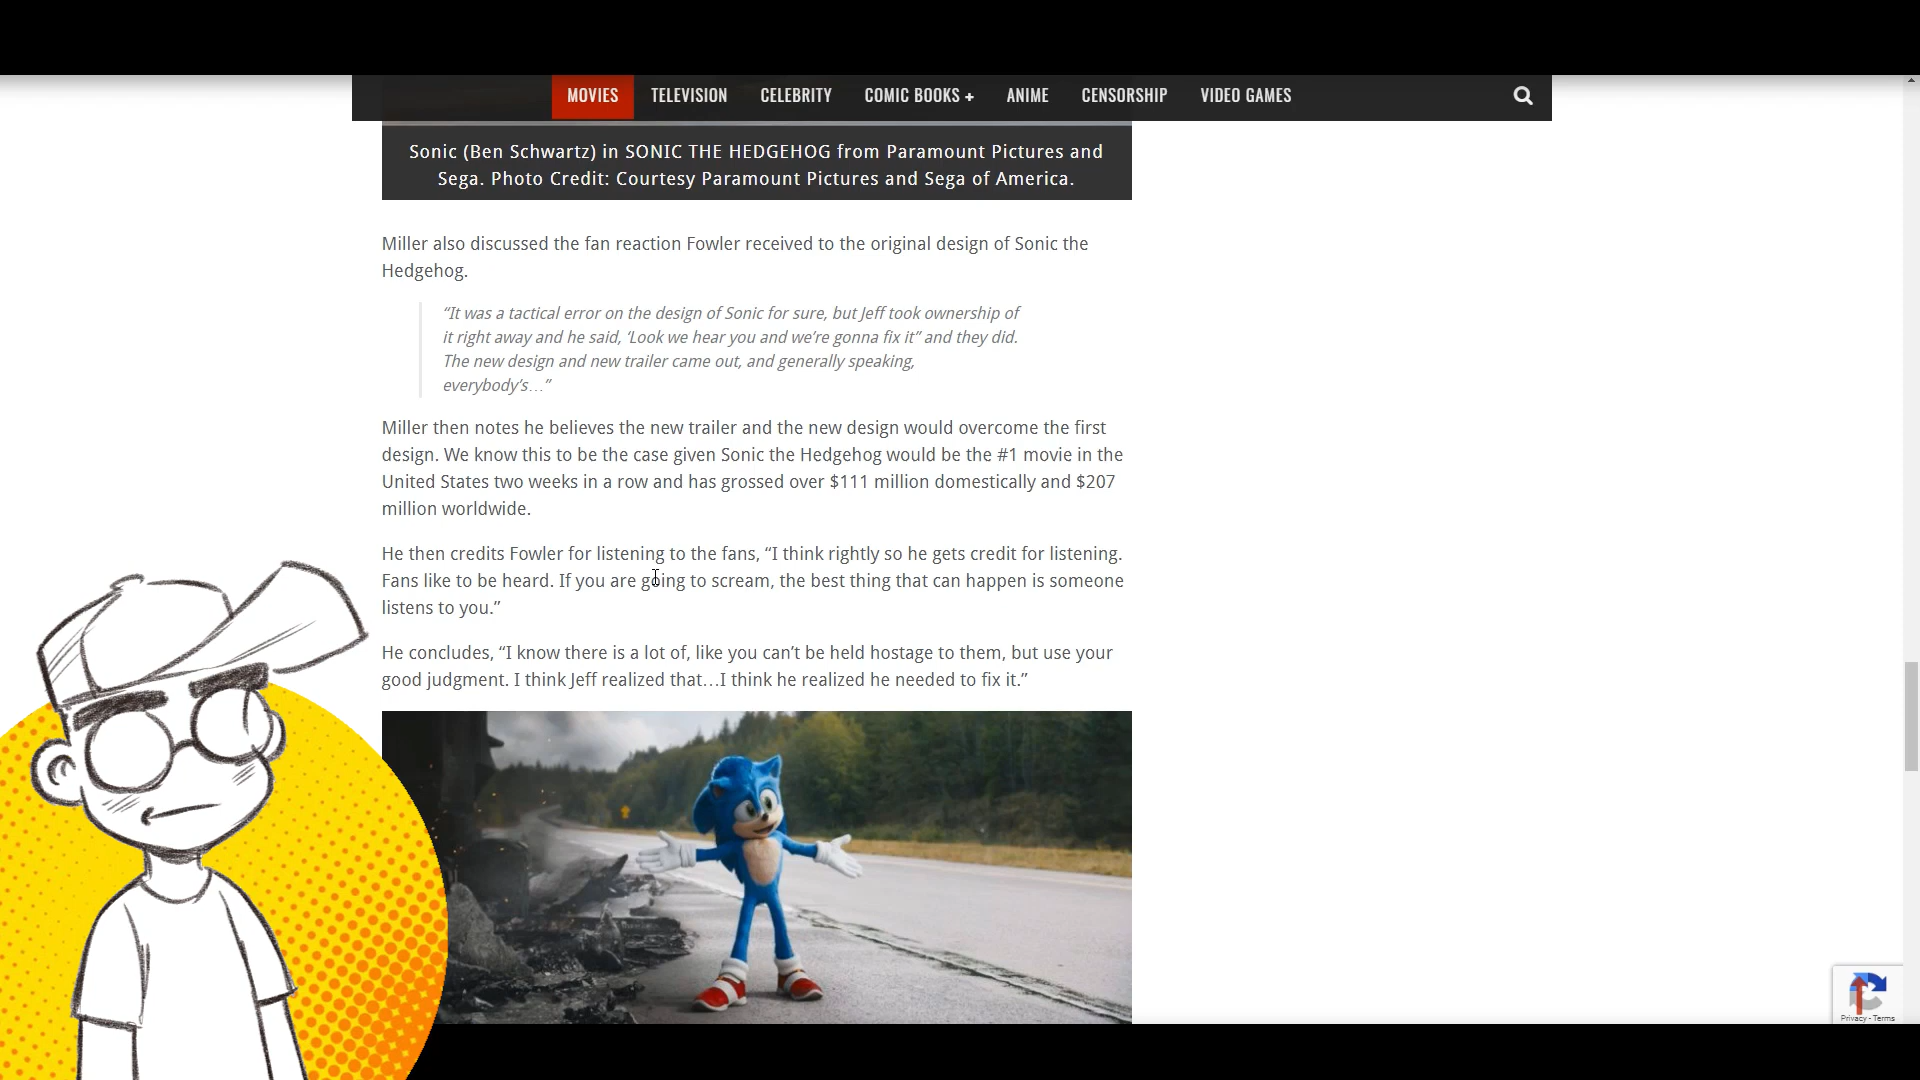 MOVIES TELEVISION CELEBRITY COMIC BOOKS + ANIME CENSORSHIP VIDEO GAMES
Sonic (Ben Schwartz) in SONIC THE HEDGEHOG from Paramount Pictures and
Sega. Photo Credit: Courtesy Paramount Pictures and Sega of America.
Miller also discussed the fan reaction Fowler received to the original design of Sonic the
Hedgehog.
“It was a tactical error on the design of Sonic for sure, but Jeff took ownership of
it right away and he said, ‘Look we hear you and we’re gonna fix it” and they did.
The new design and new trailer came out, and generally speaking,
everybody’s…”
Miller then notes he believes the new trailer and the new design would overcome the first
design. We know this to be the case given Sonic the Hedgehog would be the #1 movie in the
United States two weeks in a row and has grossed over $111 million domestically and $207
million worldwide.
He then credits Fowler for listening to the fans, “I think rightly so he gets credit for listening.
Fans like to be heard. If you are going to scream, the best thing that can happen is someone
listens to you.”
He concludes, “I know there is a lot of, like you can’t be held hostage to them, but use your
good judgment. I think Jeff realized that…I think he realized he needed to fix it.”
Privacy - Terms